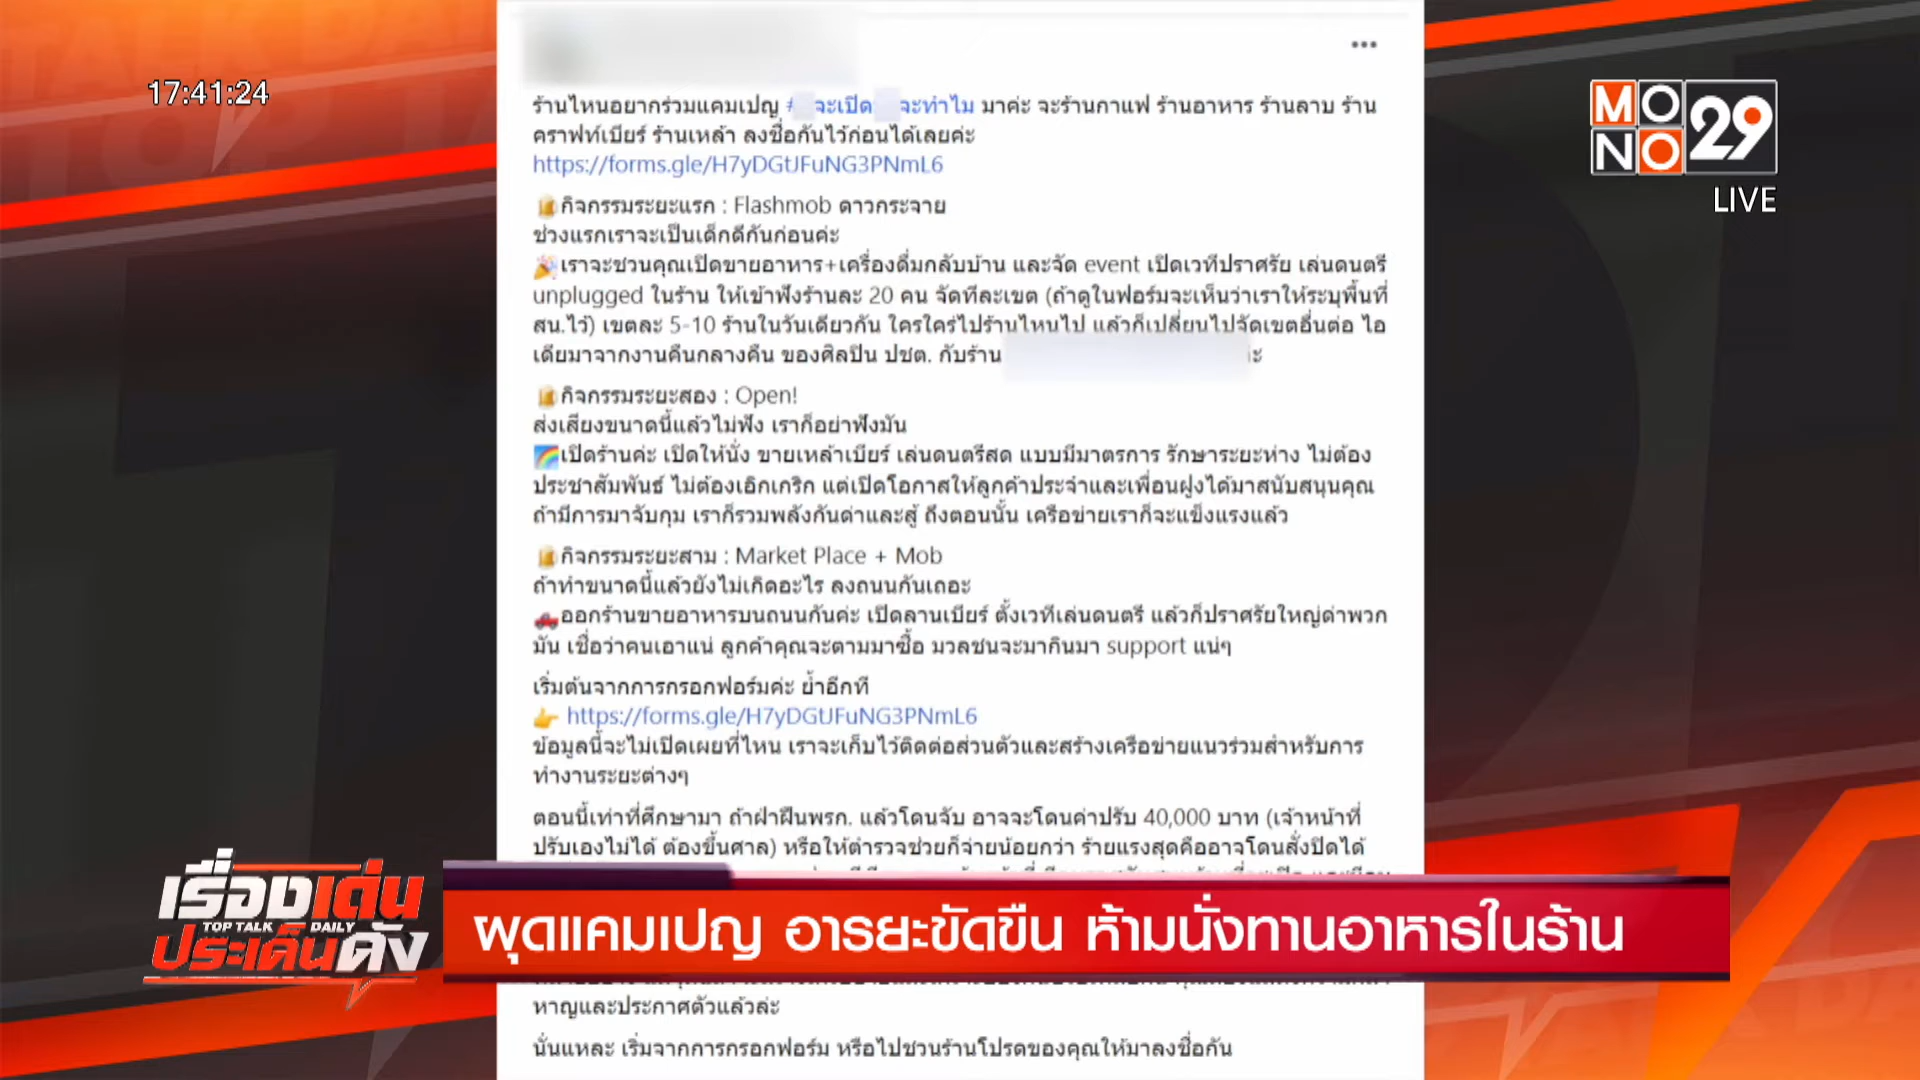 17:41:24
MONO 29
LIVE
ร้านไหนอยากร่วมแคมเปญ # จะเปิด จะทำไม มาค่ะ จะร้านกาแฟ ร้านอาหาร ร้านลาบ ร้าน
คราฟท์เบียร์ ร้านเหล้า ลงชื่อกันไว้ก่อนได้เลยค่ะ
https://forms.gle/H7yDGtJFuNG3PNmL6
กิจกรรมระยะแรก : Flashmob ดาวกระจาย
ช่วงแรกเราจะเป็นเด็กดีกันก่อนค่ะ
เราจะชวนคุณเปิดขายอาหาร+เครื่องดื่มกลับบ้าน และจัด event เปิดเวทีปราศรัย เล่นดนตรี
unplugged ในร้าน ให้เข้าฟังร้านละ 20 คน จัดทีละเขต (ถ้าดูในฟอร์มจะเห็นว่าเราให้ระบุพื้นที่
สน.ไว้) เขตละ 5-10 ร้านในวันเดียวกัน ใครใคร่ไปร้านไหนไป แล้วก็เปลี่ยนไปจัดเขตอื่นต่อ ไอ
เดียมาจากงานคืนกลางคืน ของศิลปิน ปชต. กับร้าน
กิจกรรมระยะสอง : Open!
ส่งเสียงขนาดนี้แล้วไม่ฟัง เราก็อย่าฟังมัน
เปิดร้านค่ะ เปิดให้นั่ง ขายเหล้าเบียร์ เล่นดนตรีสด แบบมีมาตรการ รักษาระยะห่าง ไม่ต้อง
ประชาสัมพันธ์ ไม่ต้องเอิกเกริก แต่เปิดโอกาสให้ลูกค้าประจำและเพื่อนฝูงได้มาสนับสนุนคุณ
ถ้ามีการมาจับกุม เราก็รวมพลังกันด่าและสู้ ถึงตอนนั้น เครือข่ายเราก็จะแข็งแรงแล้ว
กิจกรรมระยะสาม : Market Place + Mob
ถ้าทำขนาดนี้แล้วยังไม่เกิดอะไร ลงถนนกันเถอะ
ออกร้านขายอาหารบนถนนกันค่ะ เปิดลานเบียร์ ตั้งเวทีเล่นดนตรี แล้วก็ปราศรัยใหญ่ด่าพวก
มัน เชื่อว่าคนเอาแน่ ลูกค้าคุณจะตามมาซื้อ มวลชนจะมากินมา support แน่ๆ
เริ่มต้นจากการกรอกฟอร์มค่ะ ย้ำอีกที
https://forms.gle/H7yDGtJFuNG3PNmL6
ข้อมูลนี้จะไม่เปิดเผยที่ไหน เราจะเก็บไว้ติดต่อส่วนตัวและสร้างเครือข่ายแนวร่วมสำหรับการ
ทำงานระยะต่างๆ
ตอนนี้เท่าที่ศึกษามา ถ้าฝ่าฝืนพรก. แล้วโดนจับ อาจจะโดนค่าปรับ 40,000 บาท (เจ้าหน้าที่
ปรับเองไม่ได้ ต้องขึ้นศาล) หรือให้ตำรวจช่วยก็จ่ายน้อยกว่า ร้ายแรงสุดคืออาจโดนสั่งปิดได้
เรื่องเด่น
TOP TALK DAILY
ประเด็นดัง
ผุดแคมเปญ อารยะขัดขืน ห้ามนั่งทานอาหารในร้าน
หาญและประกาศตัวแล้วล่ะ
นั่นแหละ เริ่มจากการกรอกฟอร์ม หรือไปชวนร้านโปรดของคุณให้มาลงชื่อกัน